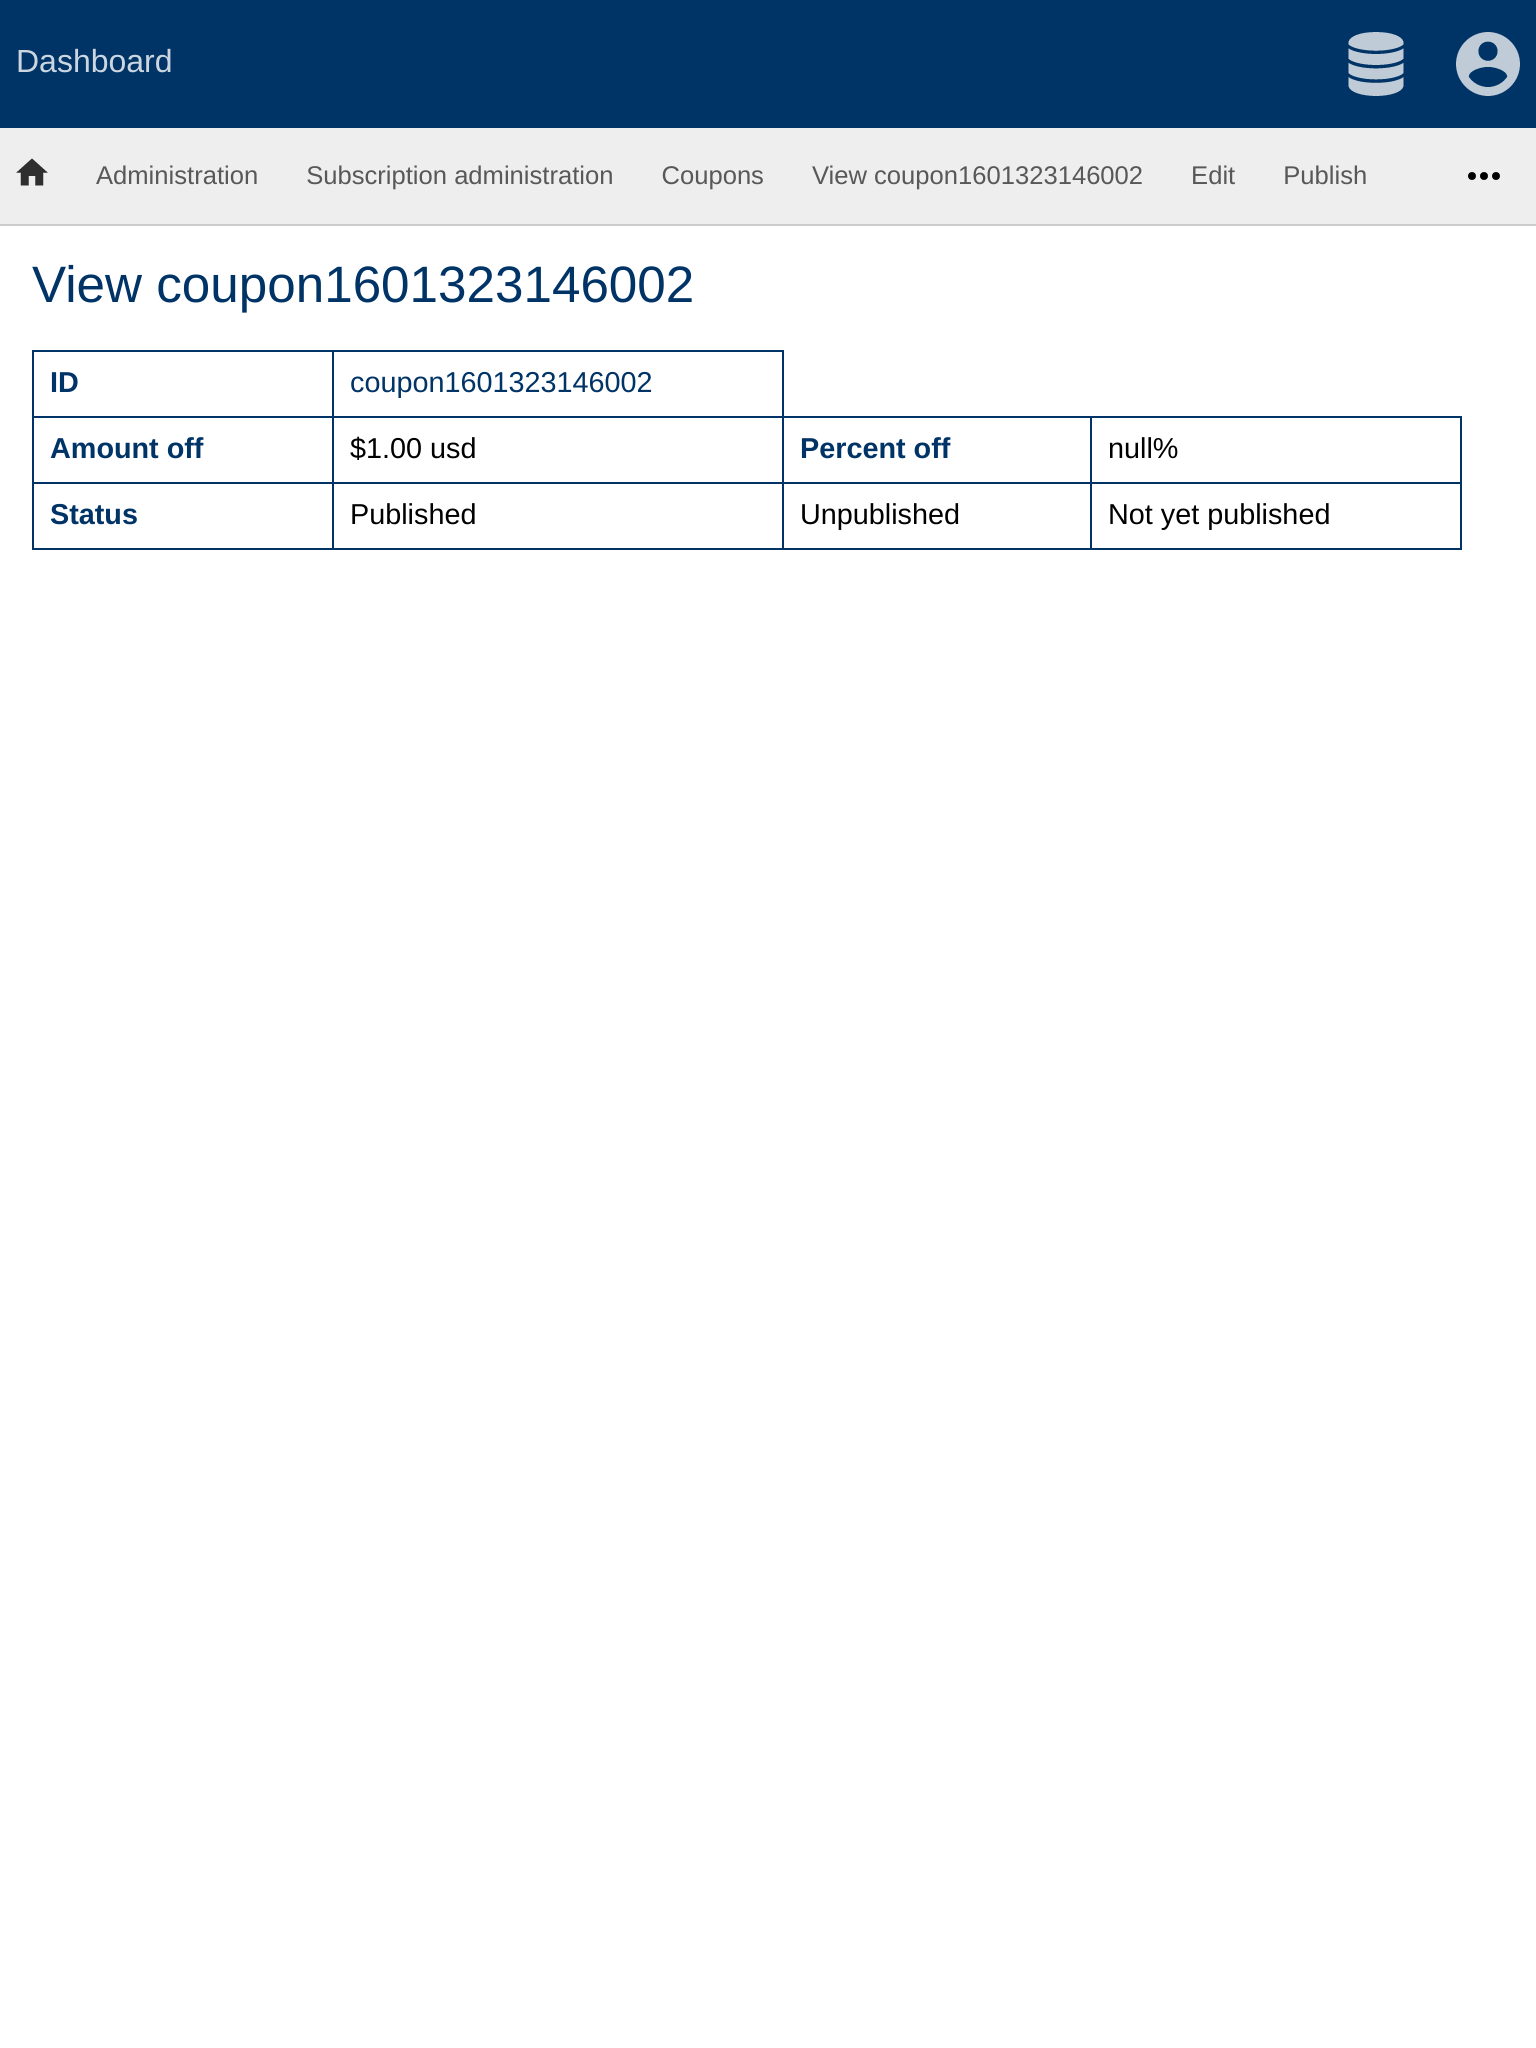 Dashboard
Administration Subscription administration Coupons View coupon1601323146002 Edit Publish
View coupon1601323146002
ID coupon1601323146002
Amount off $1.00 usd Percent off null%
Status Published Unpublished Not yet published